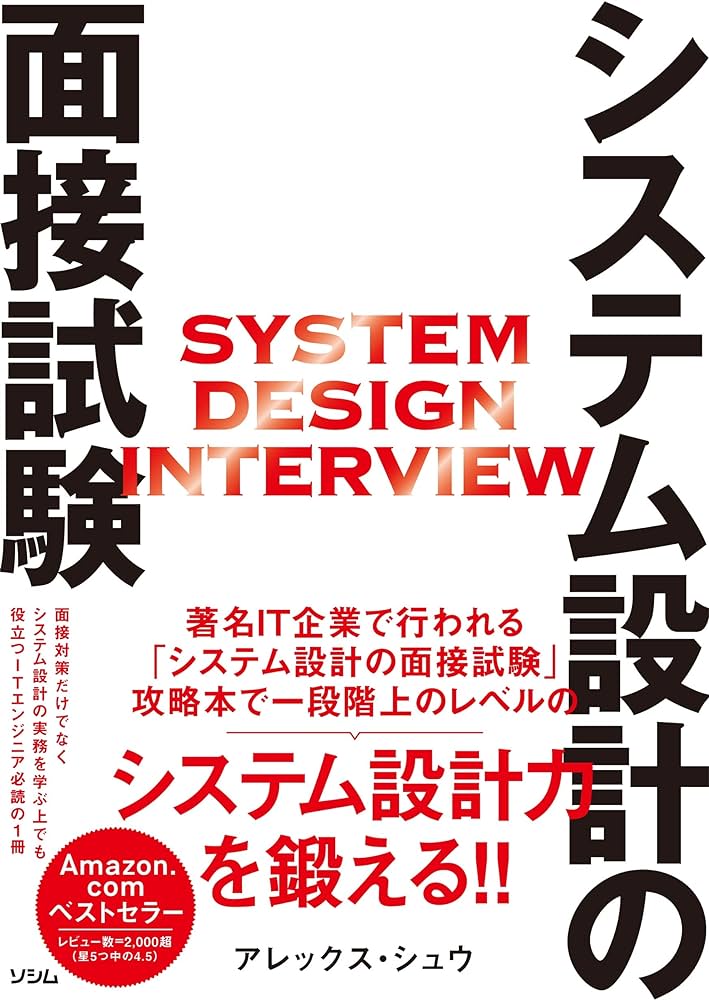 システム設計の
面接試験
SYSTEM
DESIGN
INTERVIEW
著名IT企業で行われる
「システム設計の面接試験」
攻略本で一段階上のレベルの
システム設計力
を鍛える!!
面接対策だけでなく
システム設計の実務を学ぶ上でも
役立つITエンジニア必読の1冊
Amazon.
com
ベストセラー
レビュー数=2,000超
(星5つ中の4.5)
アレックス・シュウ
ソシム